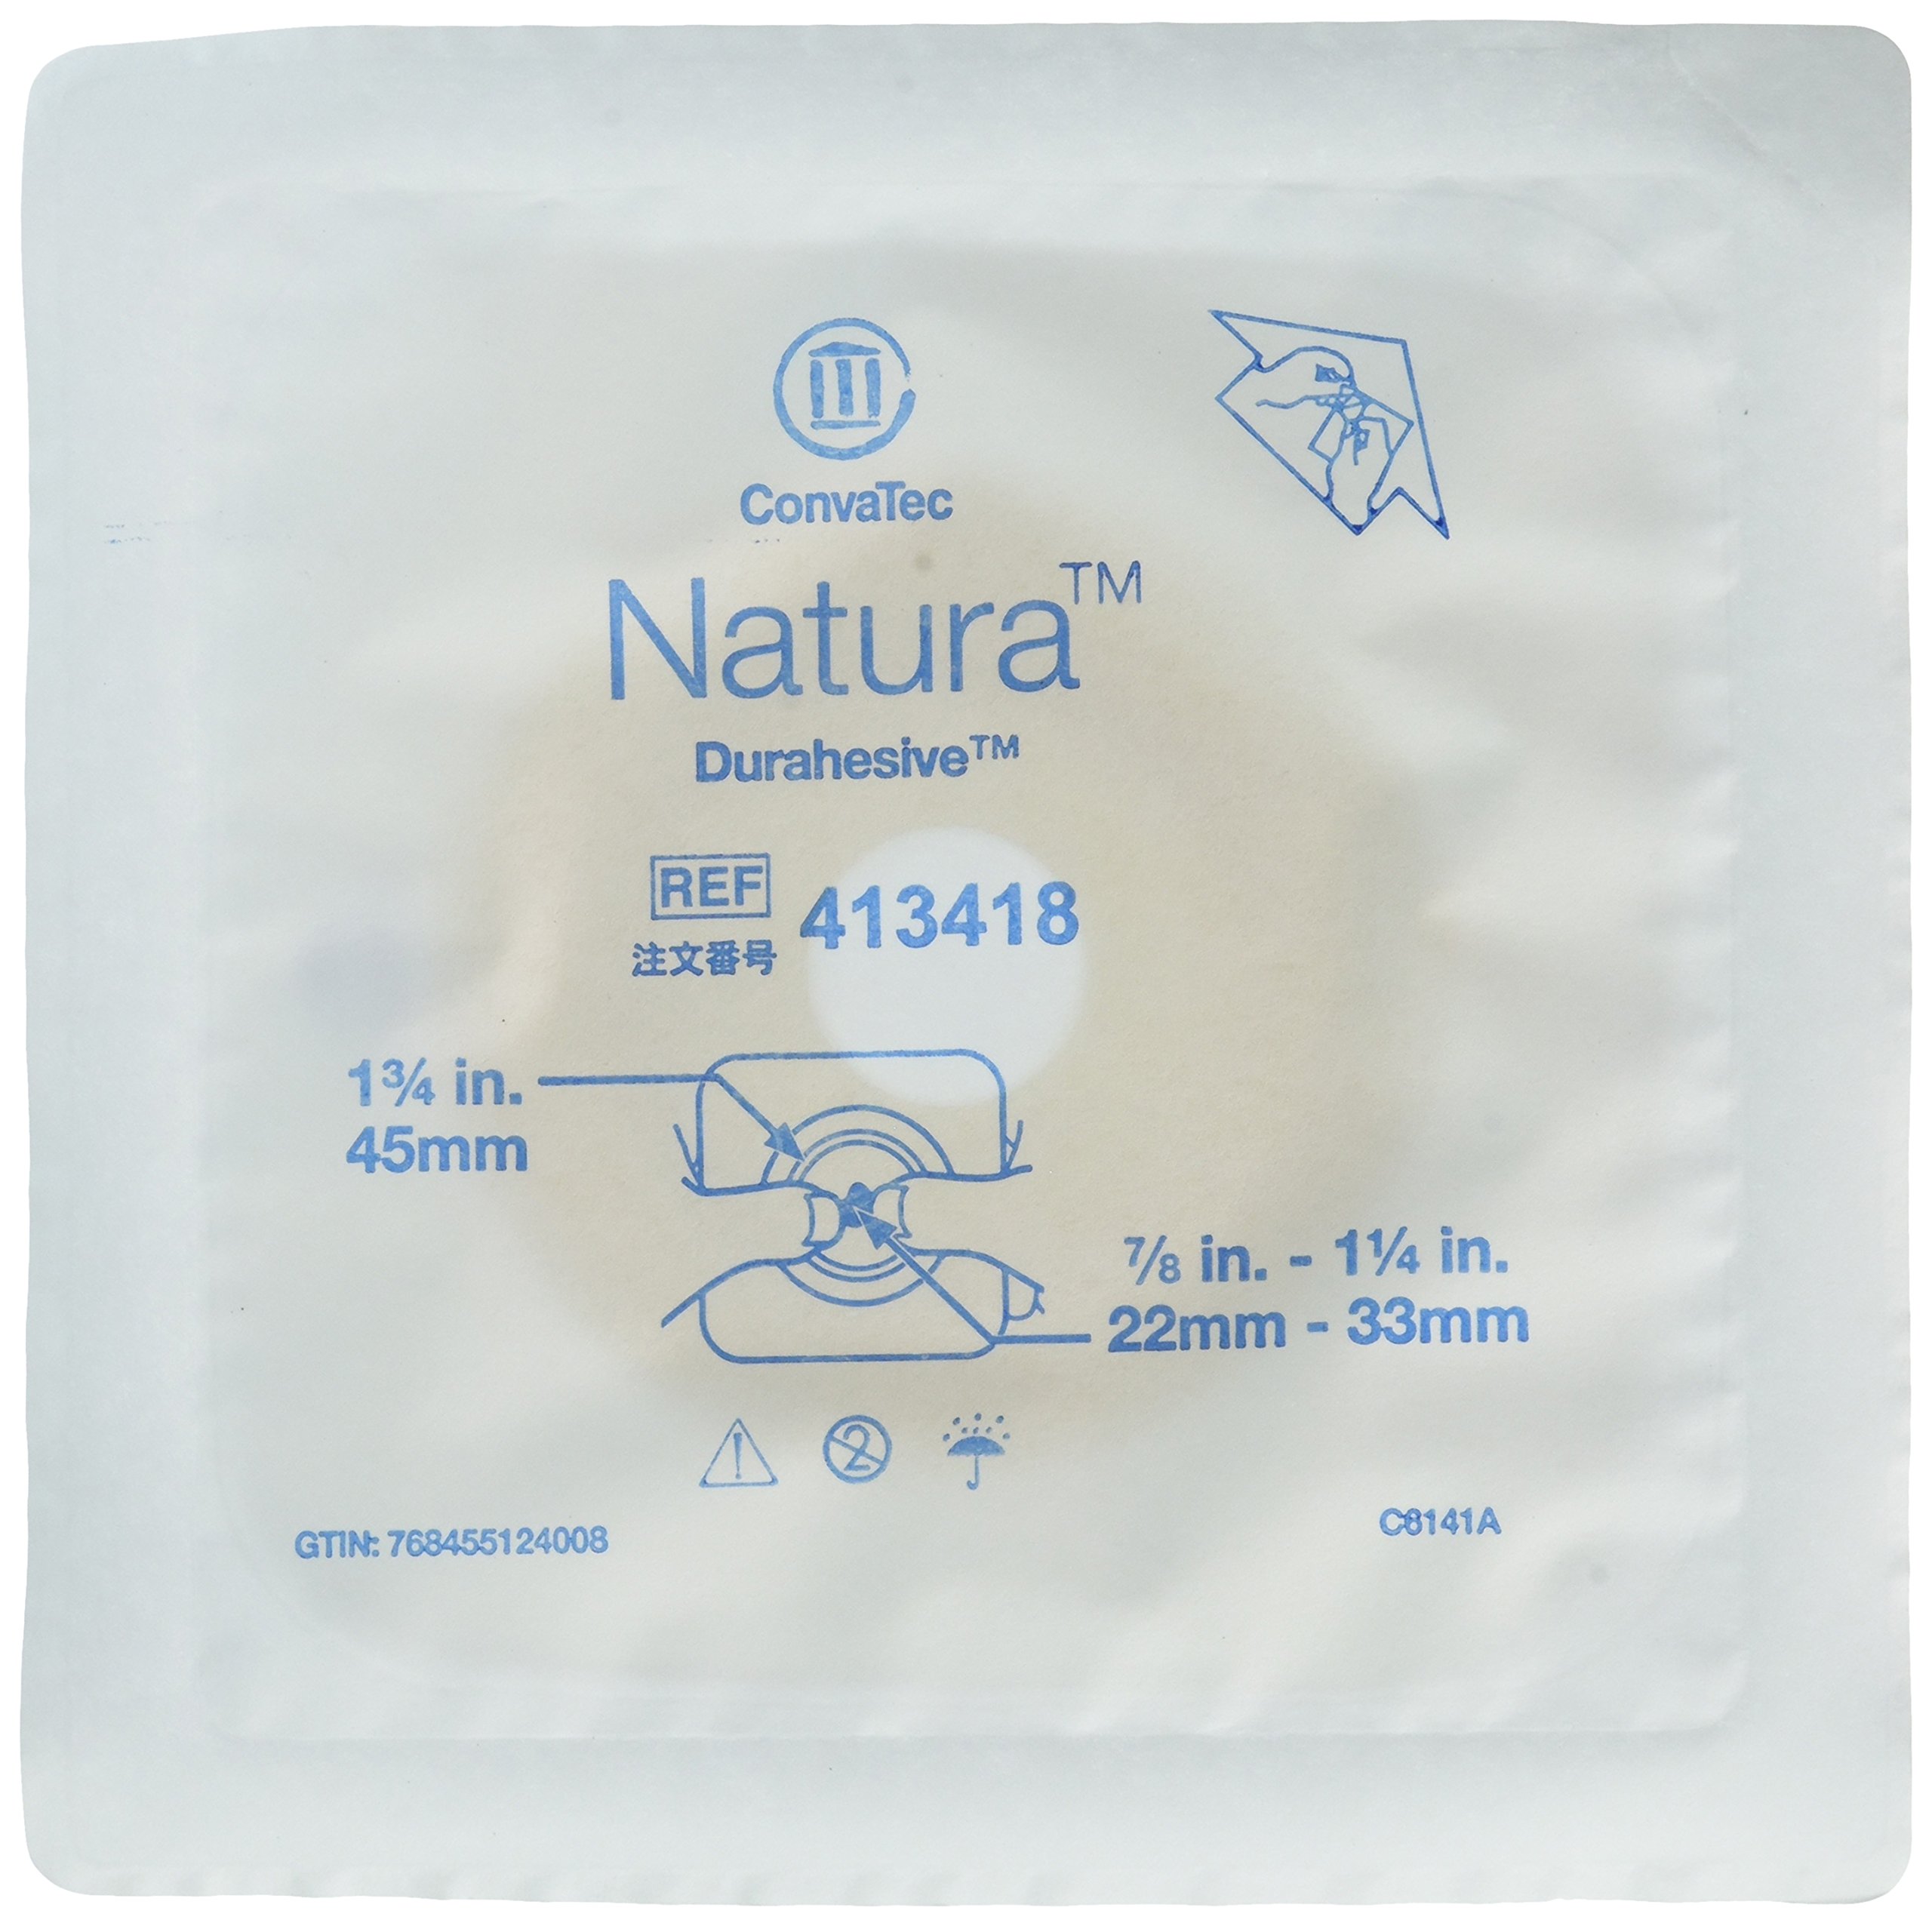 ConvaTec
Natura™
Durahesive™
REF 413418
注文番号
1¾ in.
45mm
⅞ in. - 1¼ in.
22mm - 33mm
2
GTIN: 768455124008
C6141A